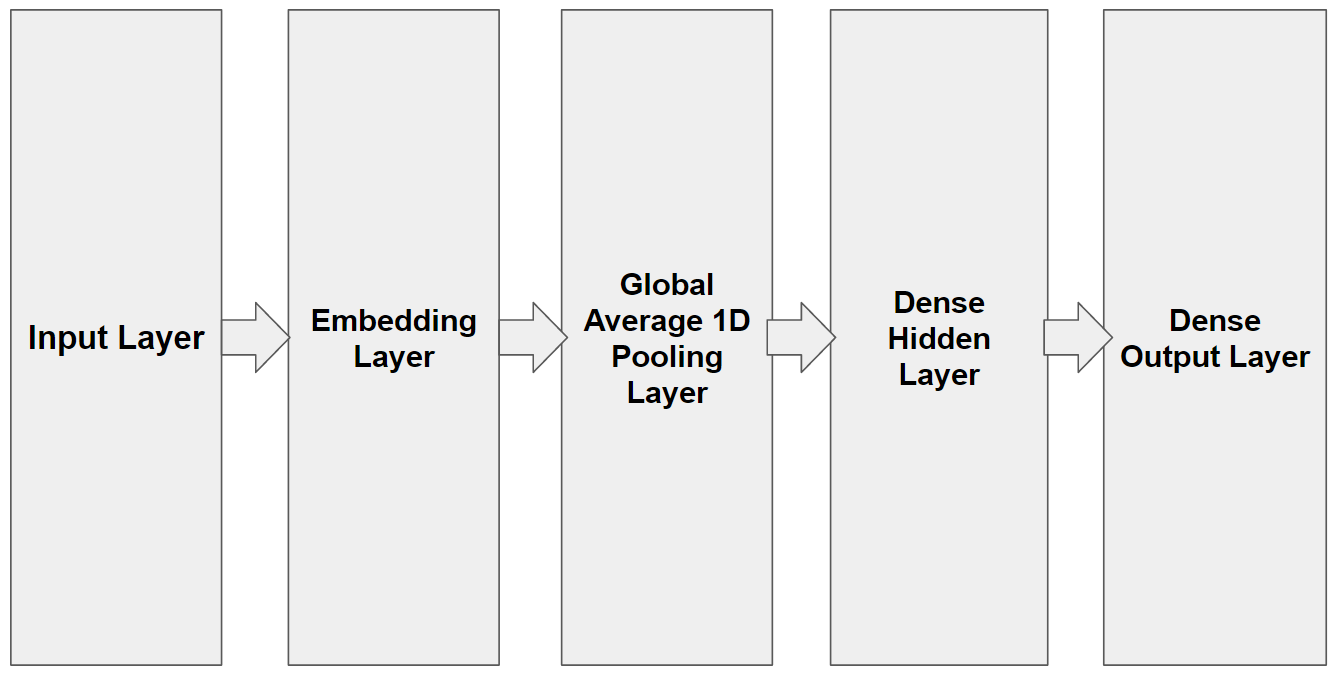 Input Layer
Embedding
Layer
Global
Average 1D
Pooling
Layer
Dense
Hidden
Layer
Dense
Output Layer